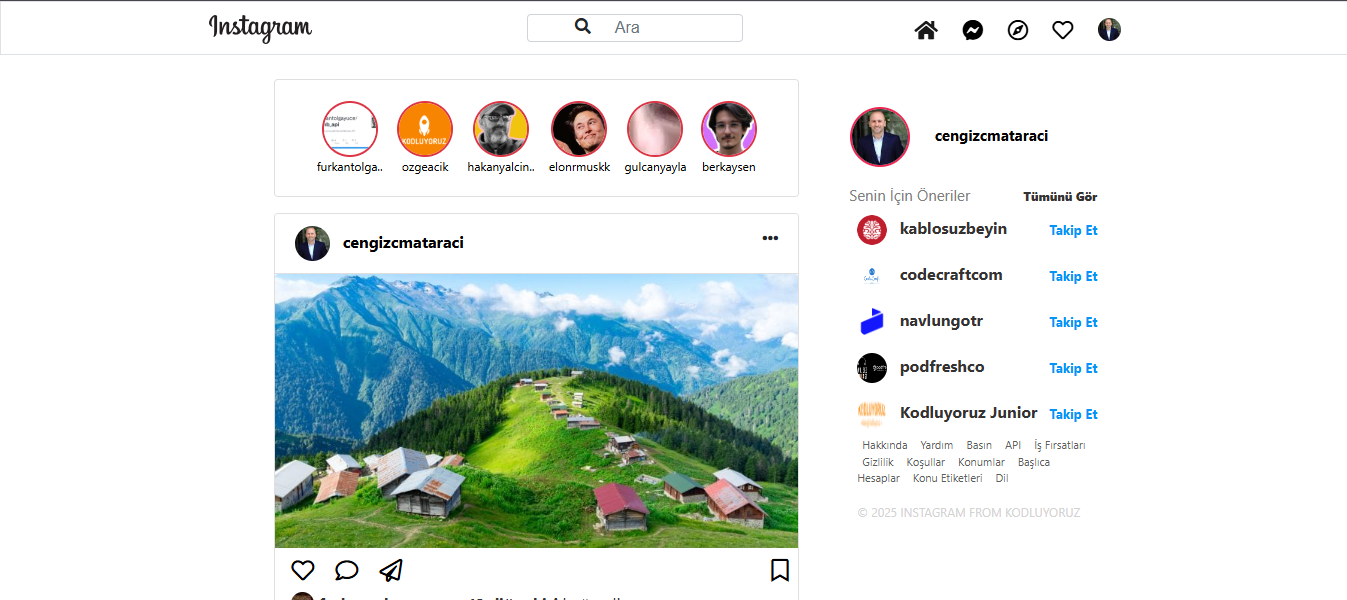 Instagram
Ara
KODLUYORUZ
furkantolga..
ozgeacik
hakanyalcin..
elonrmuskk
gulcanyayla
berkaysen
cengizcmataraci
cengizcmataraci
Senin İçin Öneriler
Tümünü Gör
kablosuzbeyin
Takip Et
codecraftcom
Takip Et
navlungotr
Takip Et
podfreshco
Takip Et
Kodluyoruz Junior
Takip Et
Hakkında Yardım Basın API İş Fırsatları
Gizlilik Koşullar Konumlar Başlıca
Hesaplar Konu Etiketleri Dil
© 2025 INSTAGRAM FROM KODLUYORUZ